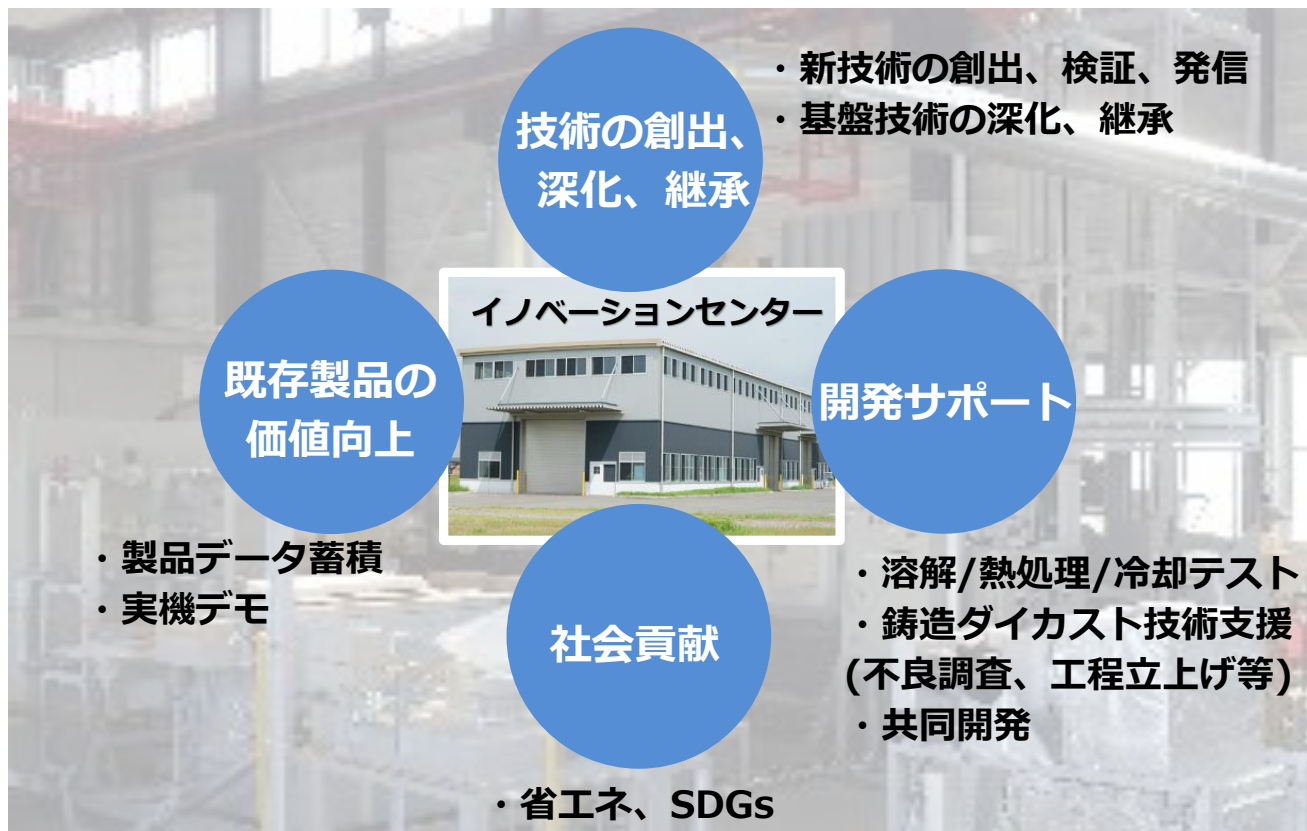 技術の創出、
深化、継承
・新技術の創出、検証、発信
・基盤技術の深化、継承
イノベーションセンター
既存製品の
価値向上
・製品データ蓄積
・実機デモ
開発サポート
・溶解/熱処理/冷却テスト
・鋳造ダイカスト技術支援
(不良調査、工程立上げ等)
・共同開発
社会貢献
・省エネ、SDGs